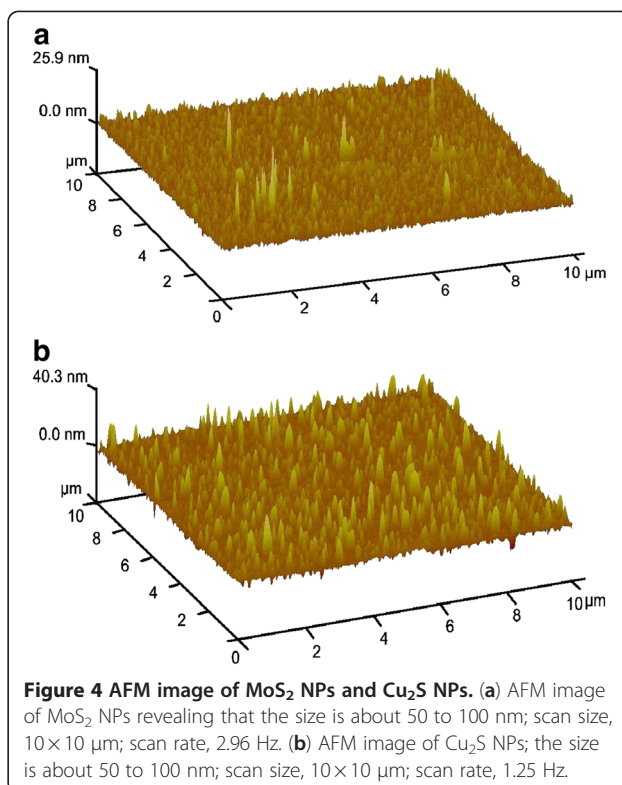 a
25.9 nm
0.0 nm
µm
10
8
6
4
2
0
2
4
6
8
10 µm
b
40.3 nm
0.0 nm
µm
10
8
6
4
2
0
2
4
6
8
10 µm
Figure 4 AFM image of MoS₂ NPs and Cu₂S NPs. (a) AFM image
of MoS₂ NPs revealing that the size is about 50 to 100 nm; scan size,
10 × 10 µm; scan rate, 2.96 Hz. (b) AFM image of Cu₂S NPs; the size
is about 50 to 100 nm; scan size, 10 × 10 µm; scan rate, 1.25 Hz.